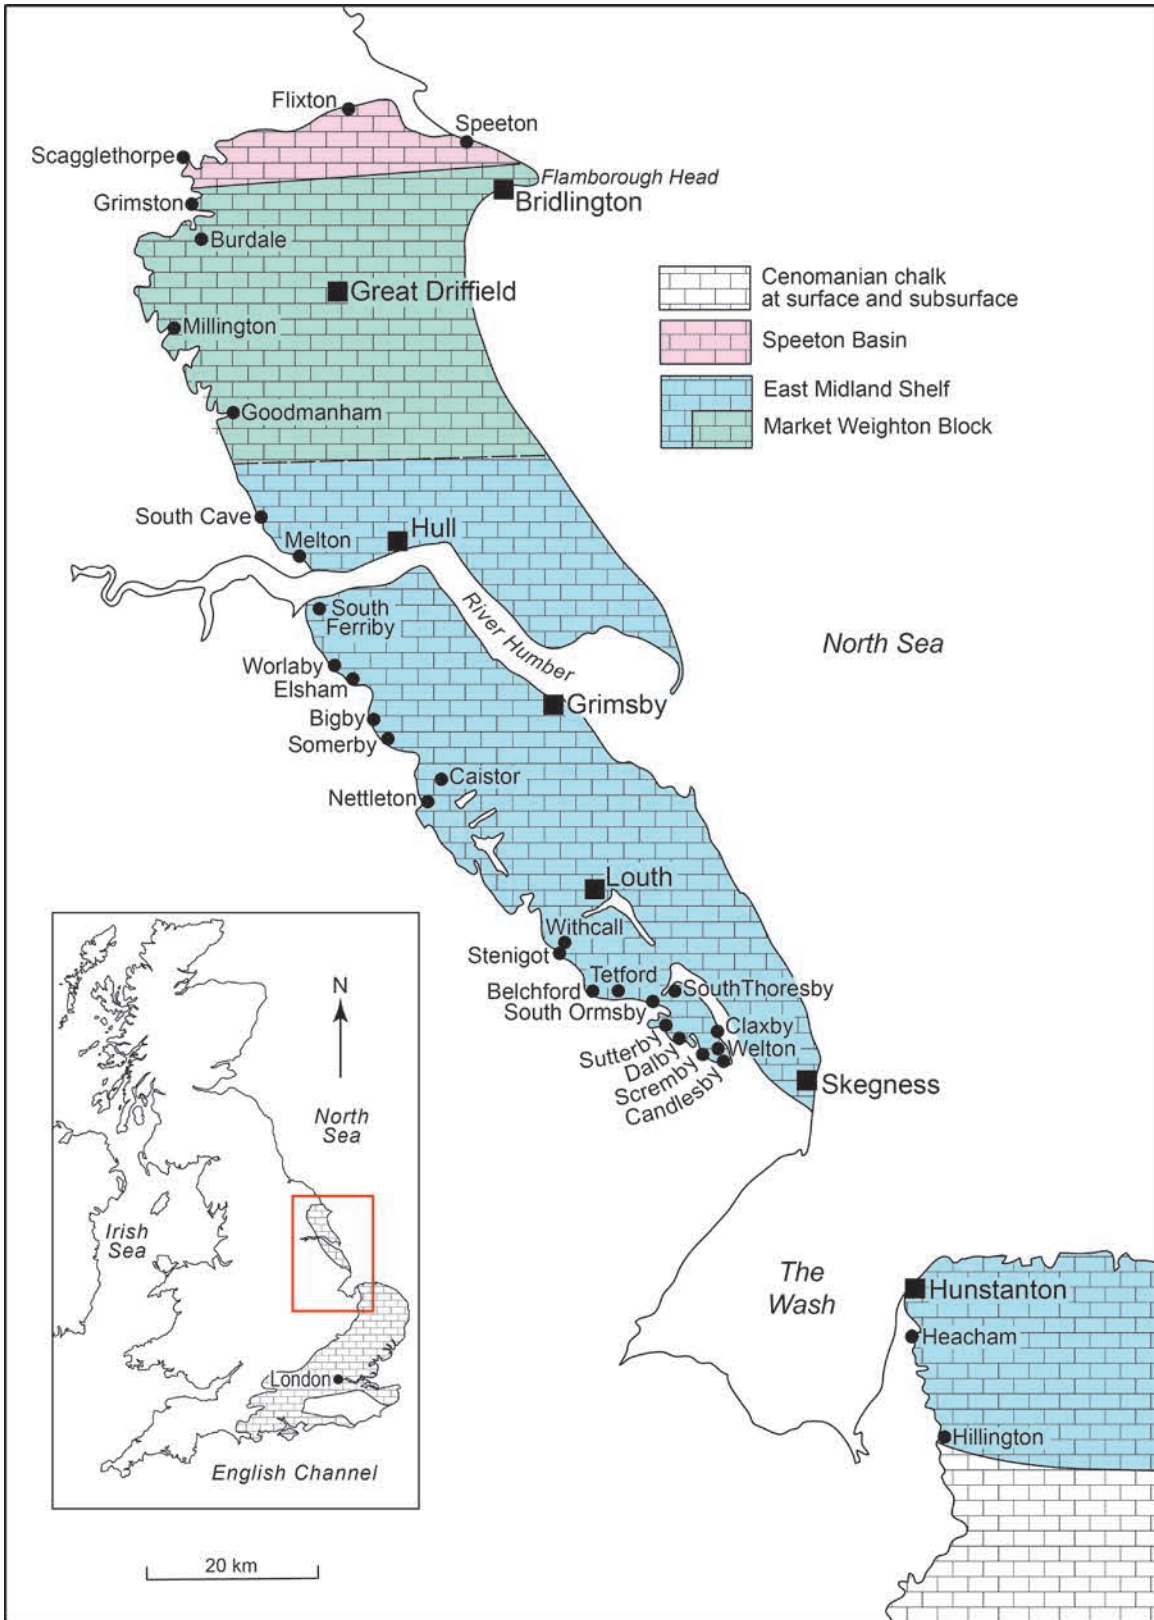 Flixton
Speeton
Scagglethorpe
Flamborough Head
Grimston
Bridlington
Burdale
Cenomanian chalk
at surface and subsurface
Great Driffield
Millington
Speeton Basin
East Midland Shelf
Goodmanham
Market Weighton Block
South Cave
Hull
Melton
South
Ferriby
River Humber
North Sea
Worlaby
Elsham
Grimsby
Bigby
Somerby
Caistor
Nettleton
Louth
Withcall
Stenigot
Tetford
Belchford
SouthThoresby
South Ormsby
Claxby
Sutterby
Welton
Dalby
Scremby
Candlesby
Skegness
N
North
Sea
Irish
Sea
The
Wash
Hunstanton
Heacham
London
Hillington
English Channel
20 km